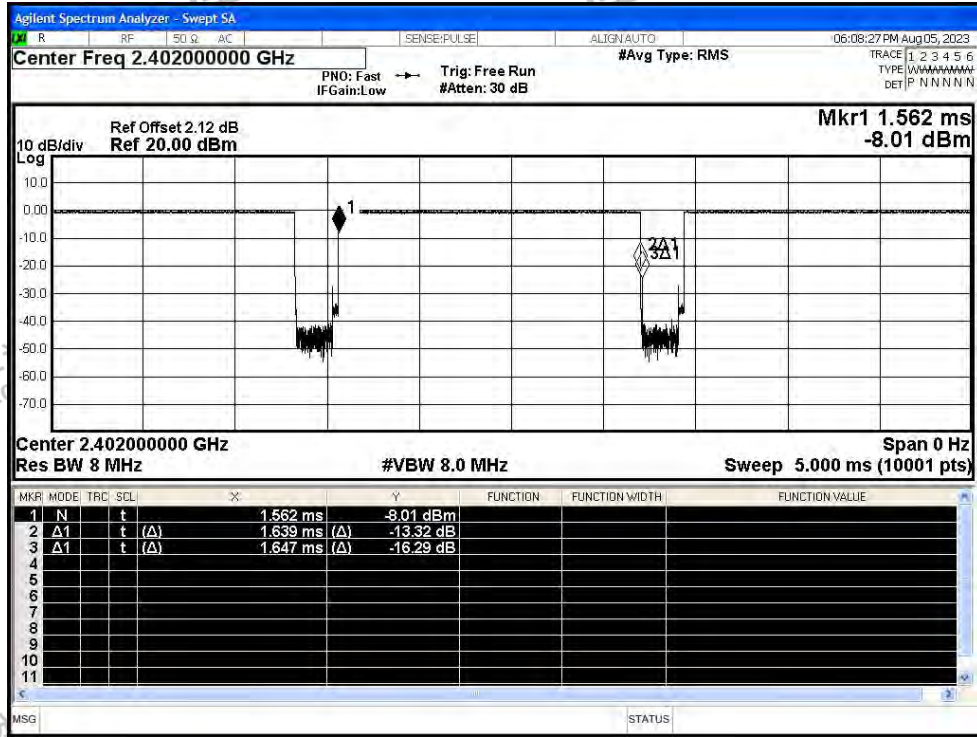 Agilent Spectrum Analyzer - Swept SA
LXI R RF 50 Ω AC SENSE:PULSE ALIGN AUTO 06:08:27 PM Aug 05, 2023
Center Freq 2.402000000 GHz
#Avg Type: RMS
TRACE 1 2 3 4 5 6
PNO: Fast Trig: Free Run
TYPE
IFGain:Low #Atten: 30 dB
DET P N N N N N
Mkr1 1.562 ms
-8.01 dBm
Ref Offset 2.12 dB
10 dB/div Ref 20.00 dBm
Log
10.0
1
0.00
-10.0
2Δ1
3Δ1
-20.0
-30.0
-40.0
-50.0
-60.0
-70.0
Center 2.402000000 GHz Span 0 Hz
Res BW 8 MHz #VBW 8.0 MHz Sweep 5.000 ms (10001 pts)
MKR MODE TRC SCL X Y FUNCTION FUNCTION WIDTH FUNCTION VALUE
1 N t 1.562 ms -8.01 dBm
2 Δ1 t (Δ) 1.639 ms (Δ) -13.32 dB
3 Δ1 t (Δ) 1.647 ms (Δ) -16.29 dB
4
5
6
7
8
9
10
11
MSG STATUS